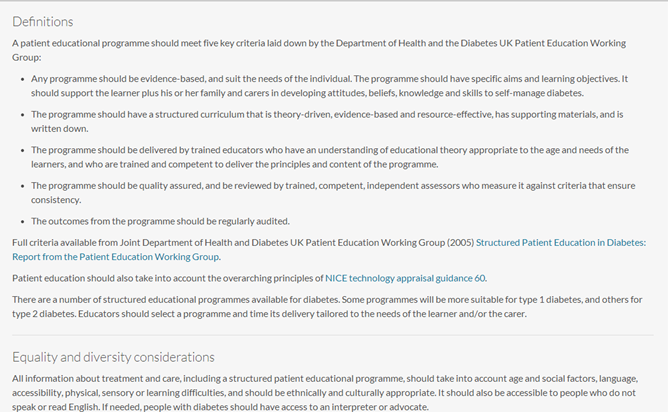 Definitions
A patient educational programme should meet five key criteria laid down by the Department of Health and the Diabetes UK Patient Education Working
Group:
• Any programme should be evidence-based, and suit the needs of the individual. The programme should have specific aims and learning objectives. It
should support the learner plus his or her family and carers in developing attitudes, beliefs, knowledge and skills to self-manage diabetes.
• The programme should have a structured curriculum that is theory-driven, evidence-based and resource-effective, has supporting materials, and is
written down.
• The programme should be delivered by trained educators who have an understanding of educational theory appropriate to the age and needs of the
learners, and who are trained and competent to deliver the principles and content of the programme.
• The programme should be quality assured, and be reviewed by trained, competent, independent assessors who measure it against criteria that ensure
consistency.
• The outcomes from the programme should be regularly audited.
Full criteria available from Joint Department of Health and Diabetes UK Patient Education Working Group (2005) Structured Patient Education in Diabetes:
Report from the Patient Education Working Group.
Patient education should also take into account the overarching principles of NICE technology appraisal guidance 60.
There are a number of structured educational programmes available for diabetes. Some programmes will be more suitable for type 1 diabetes, and others for
type 2 diabetes. Educators should select a programme and time its delivery tailored to the needs of the learner and/or the carer.
Equality and diversity considerations
All information about treatment and care, including a structured patient educational programme, should take into account age and social factors, language,
accessibility, physical, sensory or learning difficulties, and should be ethnically and culturally appropriate. It should also be accessible to people who do not
speak or read English. If needed, people with diabetes should have access to an interpreter or advocate.